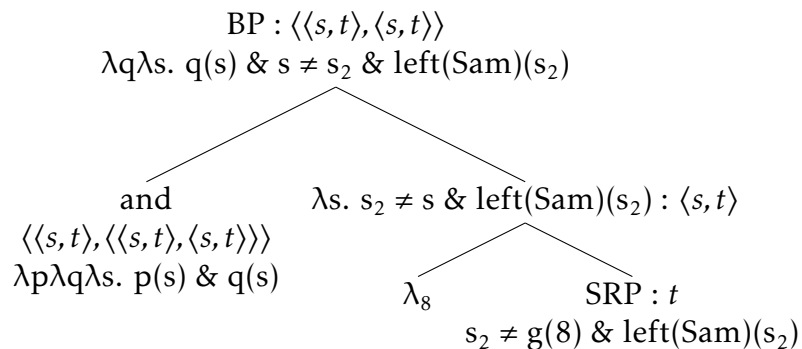 BP : ⟨⟨s, t⟩, ⟨s, t⟩⟩
λqλs. q(s) & s ≠ s₂ & left(Sam)(s₂)
and
⟨⟨s, t⟩, ⟨⟨s, t⟩, ⟨s, t⟩⟩⟩
λpλqλs. p(s) & q(s)
λs. s₂ ≠ s & left(Sam)(s₂) : ⟨s, t⟩
λ₈
SRP : t
s₂ ≠ g(8) & left(Sam)(s₂)